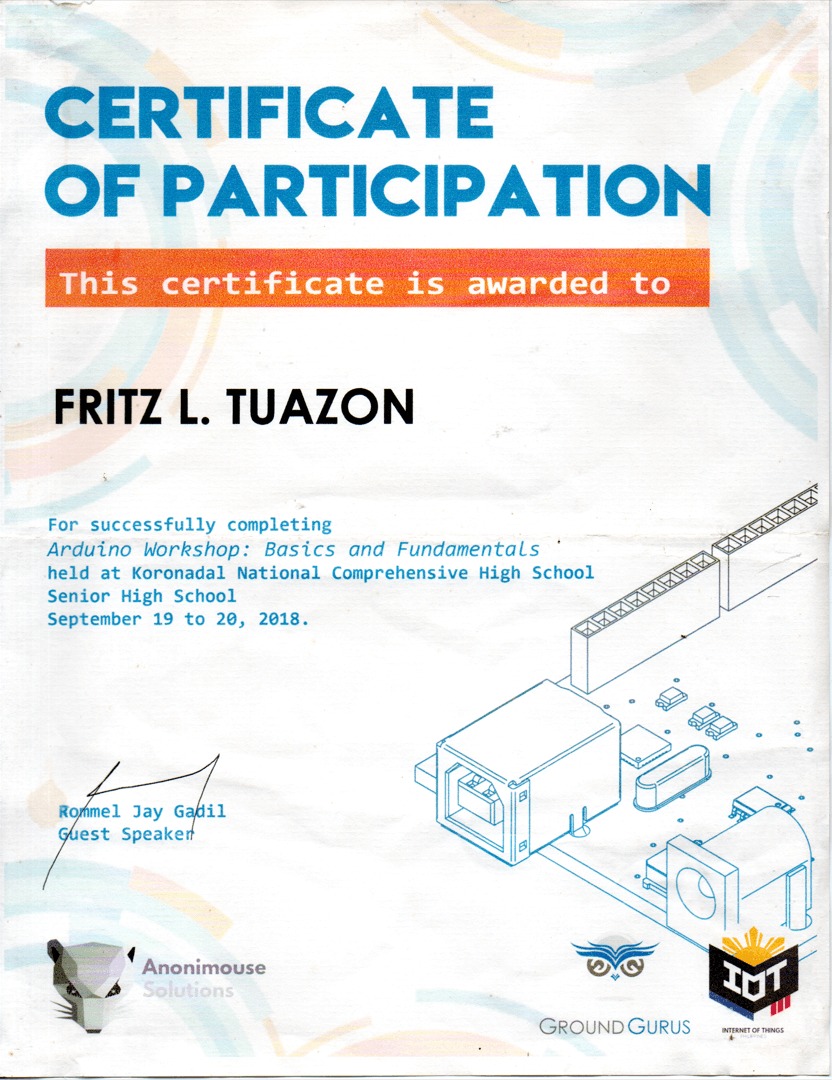 CERTIFICATE
OF PARTICIPATION
This certificate is awarded to
FRITZ L. TUAZON
For successfully completing
Arduino Workshop: Basics and Fundamentals
held at Koronadal National Comprehensive High School
Senior High School
September 19 to 20, 2018.
Rommel Jay Gadil
Guest Speaker
Anonimouse
Solutions
GROUND GURUS
IOT
INTERNET OF THINGS
PHILIPPINES